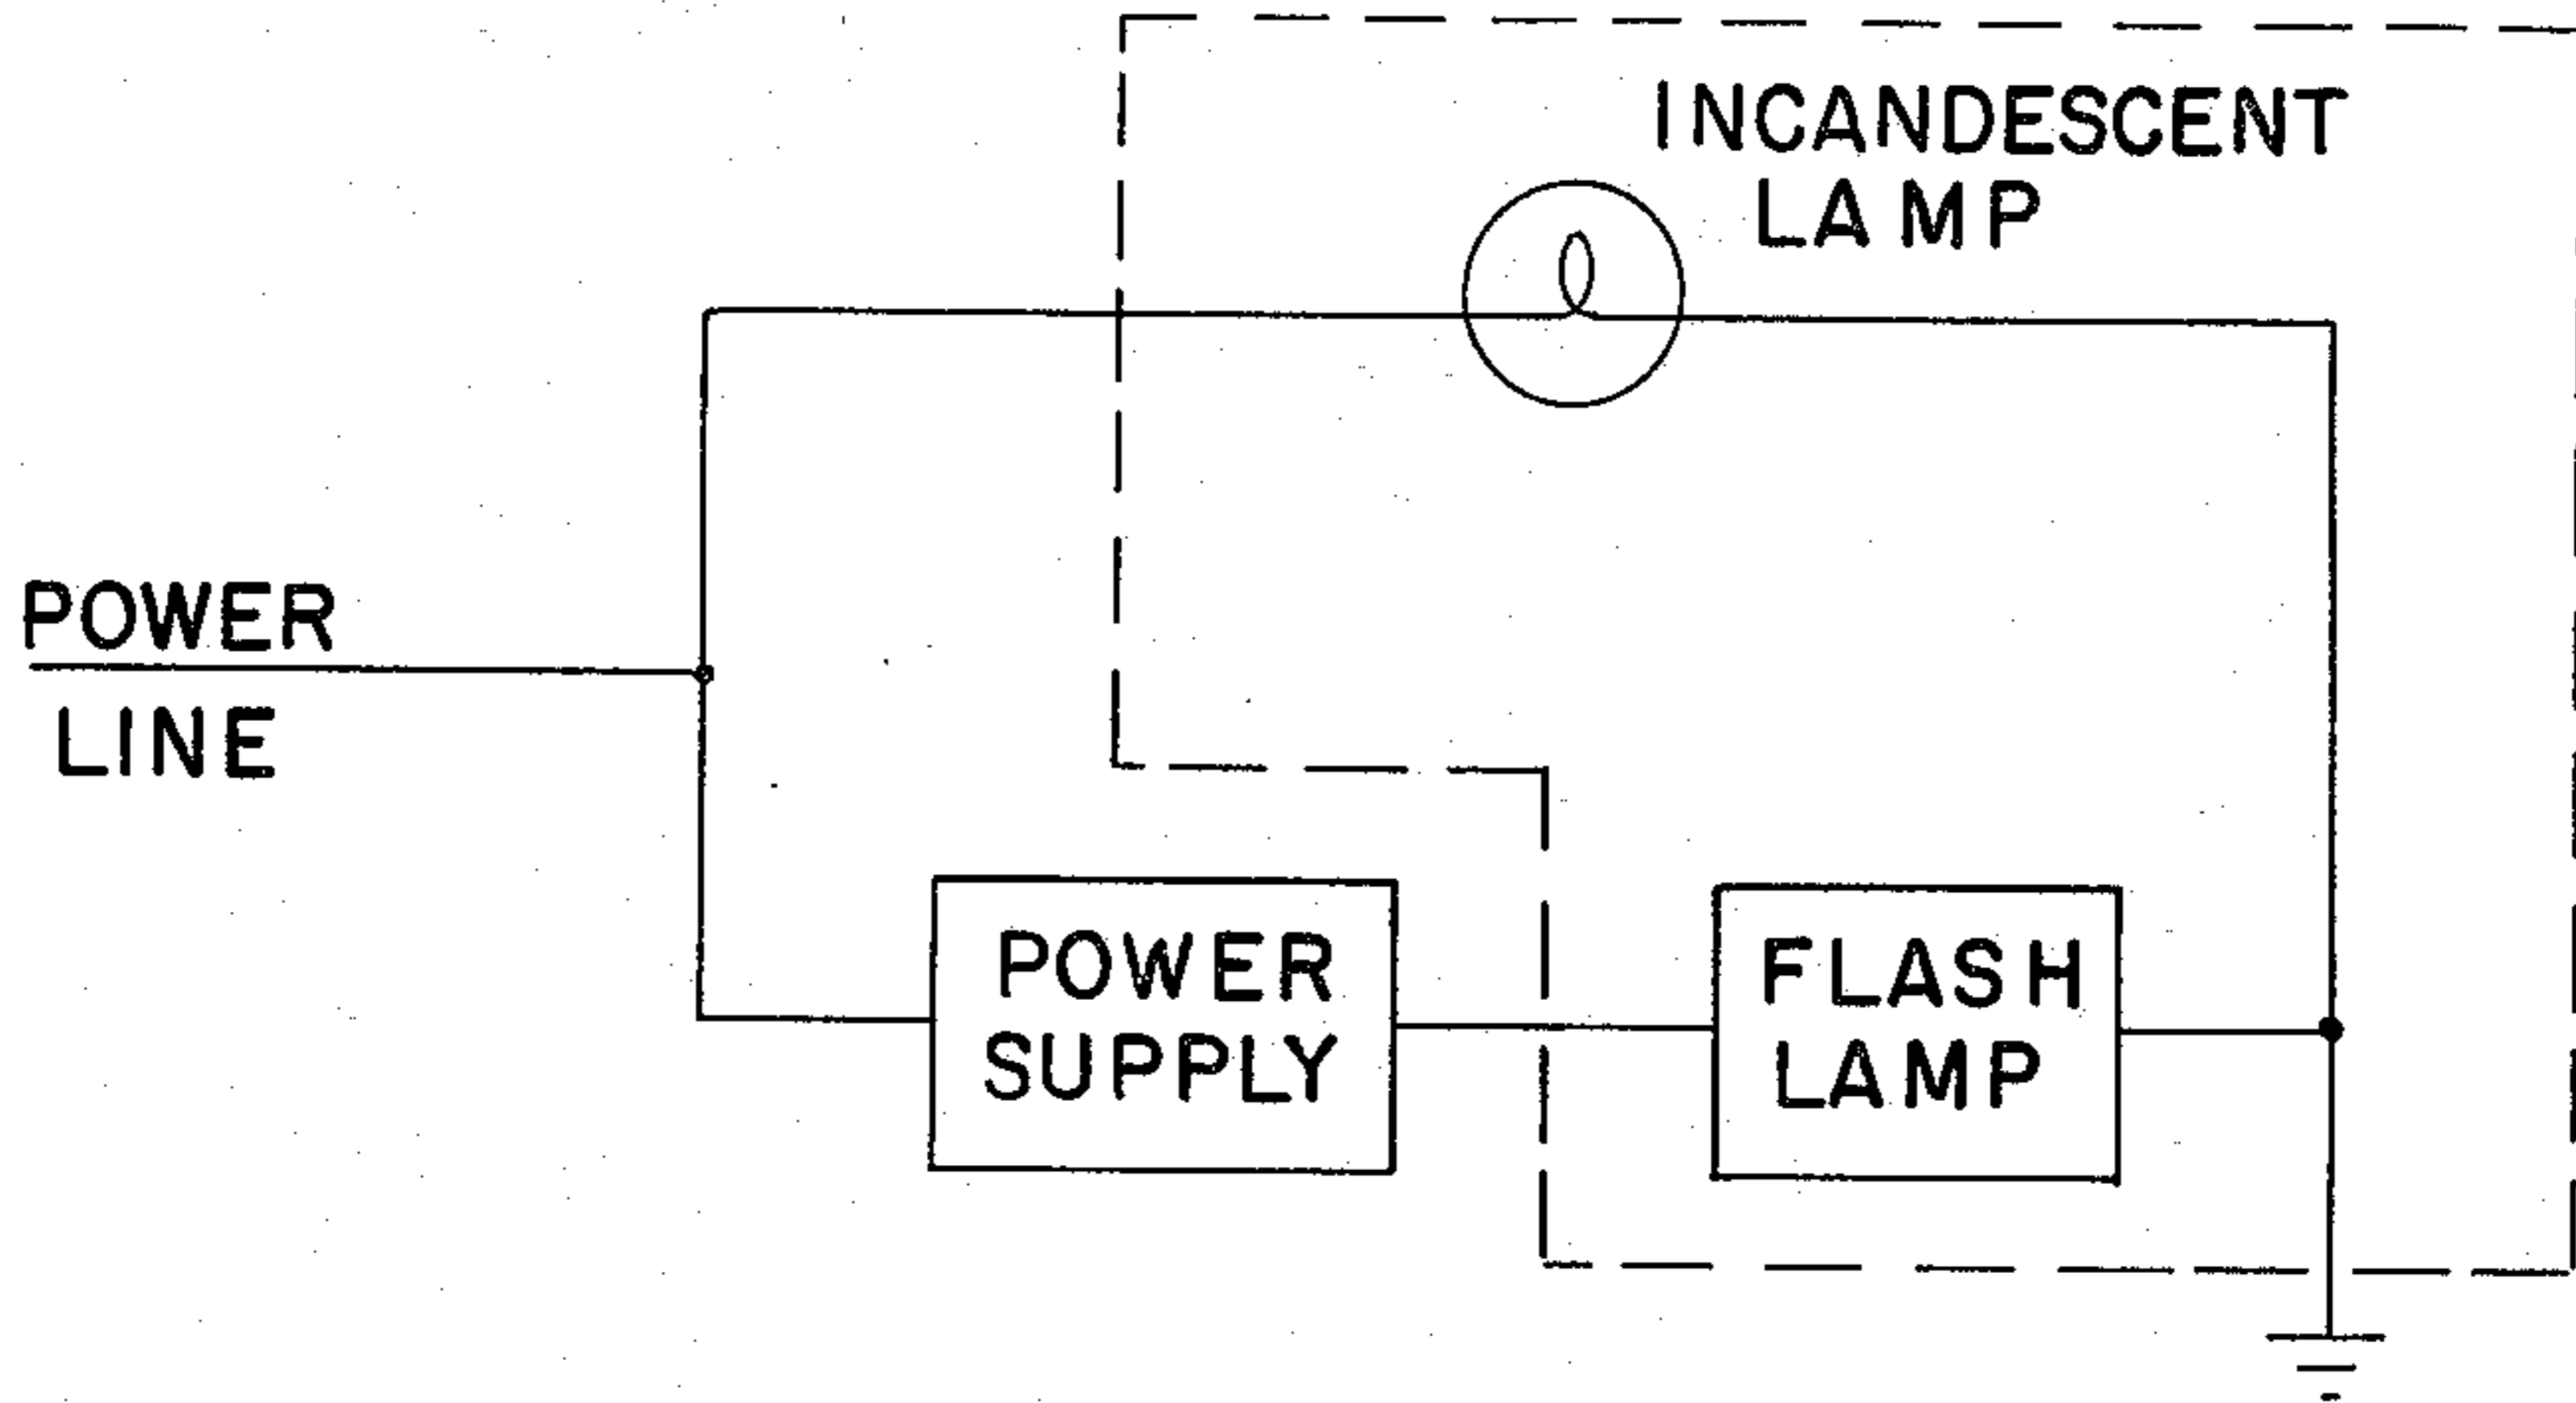 INCANDESCENT
LAMP
POWER
LINE
POWER
SUPPLY
FLASH
LAMP